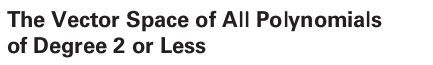 The Vector Space of All Polynomials
of Degree 2 or Less